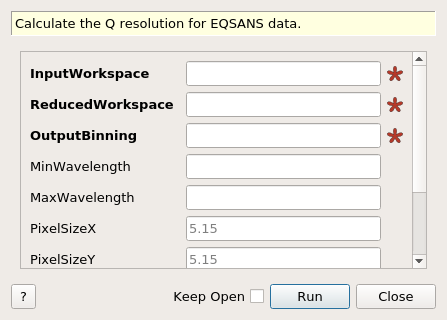 Calculate the Q resolution for EQSANS data.
InputWorkspace
ReducedWorkspace
OutputBinning
MinWavelength
MaxWavelength
PixelSizeX 5.15
PixelSizeY 5.15
? Keep Open Run Close